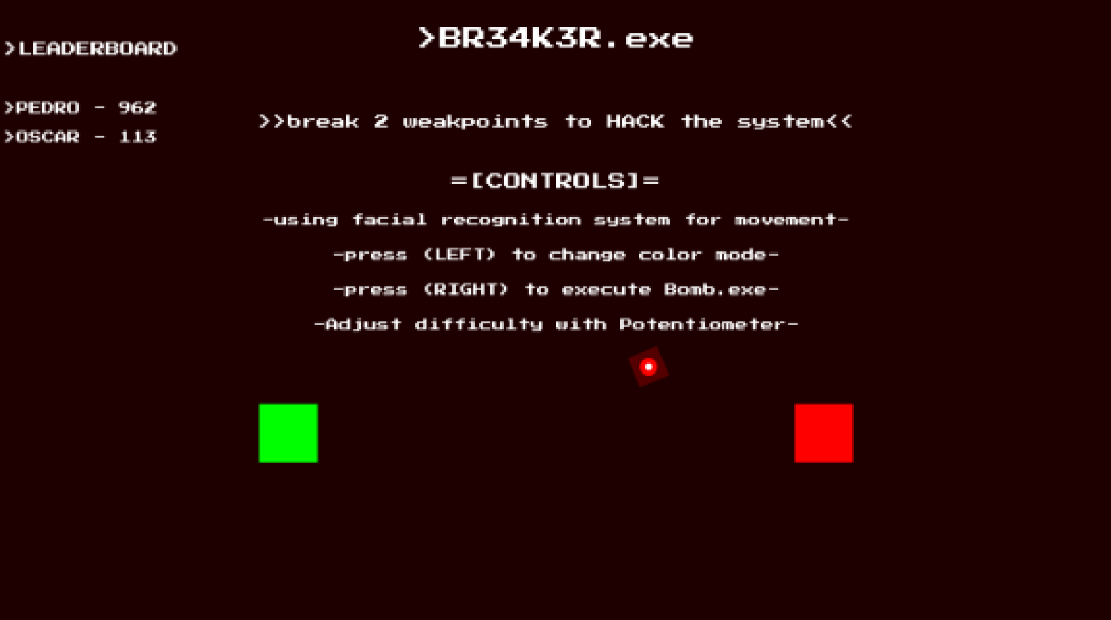 >BR34K3R.exe
>LEADERBOARD
>PEDRO - 962
>OSCAR - 113
>>break 2 weakpoints to HACK the system<<
=[CONTROLS]=
-using facial recognition system for movement-
-press (LEFT) to change color mode-
-press (RIGHT) to execute Bomb.exe-
-Adjust difficulty with Potentiometer-